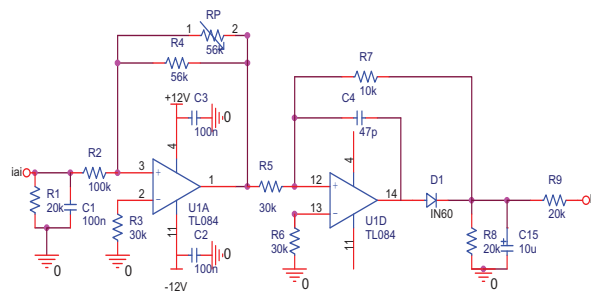 RP
1 2
56k
R4
56k
+12V
C3
0
100n
4
iai
R2
100k
3
+
2
−
1
U1A
TL084
R1
20k
C1
100n
R3
30k
11
C2
0
100n
-12V
0
0
R5
30k
R7
10k
C4
47p
4
12
+
13
−
14
U1D
TL084
R6
30k
11
0
D1
IN60
R9
20k
i
R8
20k
+
C15
10u
0